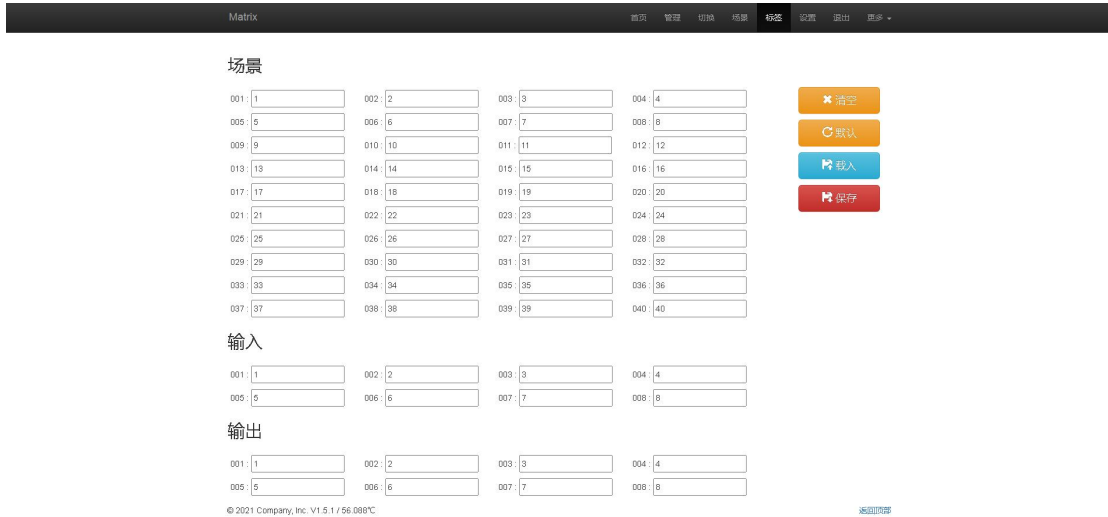 Matrix 首页 管理 切换 场景 标签 设置 退出 更多
场景
001 : 1 002 : 2 003 : 3 004 : 4
清空
005 : 5 006 : 6 007 : 7 008 : 8
默认
009 : 9 010 : 10 011 : 11 012 : 12
013 : 13 014 : 14 015 : 15 016 : 16
载入
017 : 17 018 : 18 019 : 19 020 : 20
保存
021 : 21 022 : 22 023 : 23 024 : 24
025 : 25 026 : 26 027 : 27 028 : 28
029 : 29 030 : 30 031 : 31 032 : 32
033 : 33 034 : 34 035 : 35 036 : 36
037 : 37 038 : 38 039 : 39 040 : 40
输入
001 : 1 002 : 2 003 : 3 004 : 4
005 : 5 006 : 6 007 : 7 008 : 8
输出
001 : 1 002 : 2 003 : 3 004 : 4
005 : 5 006 : 6 007 : 7 008 : 8
© 2021 Company, Inc. V1.5.1 / 56.088℃ 返回顶部